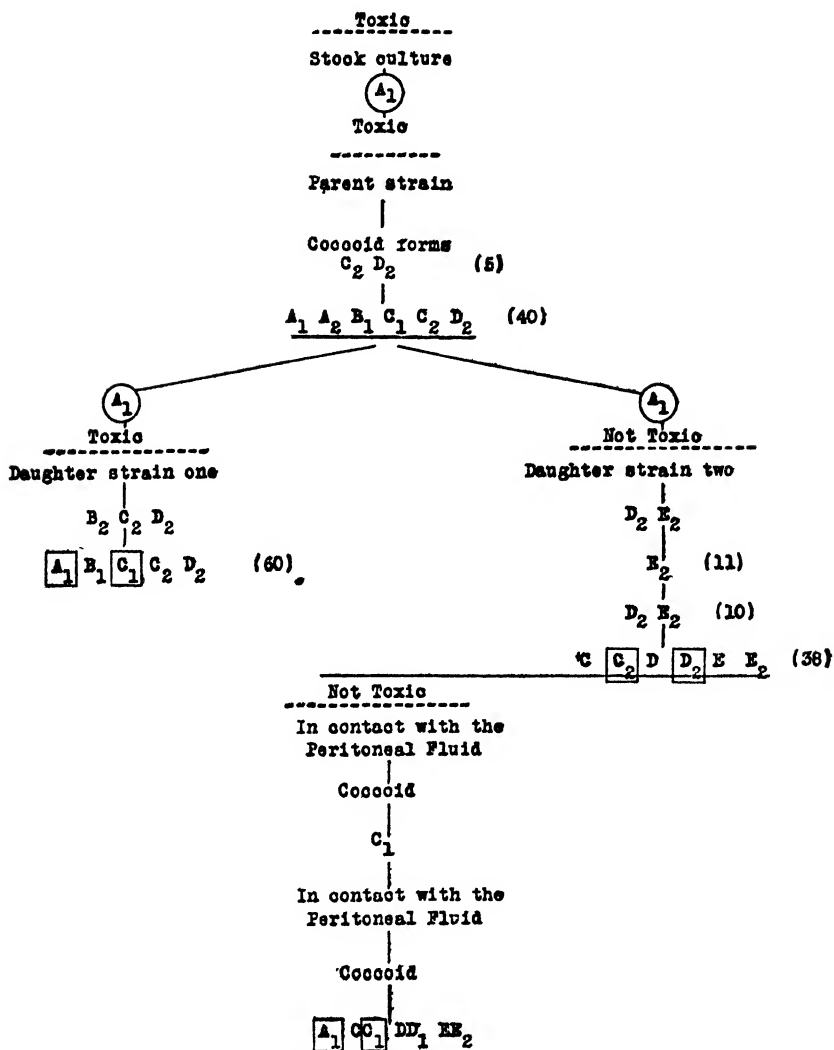 Toxic
Stock culture
A₁
Toxic
Parent strain
Coccoid forms
C₂ D₂ (5)
A₁ A₂ B₁ C₁ C₂ D₂ (40)
A₁
Toxic
Daughter strain one
B₂ C₂ D₂
A₁ B₁ C₁ C₂ D₂ (60)
A₁
Not Toxic
Daughter strain two
D₂ E₂
E₂ (11)
D₂ E₂ (10)
C C₂ D D₂ E E₂ (38)
Not Toxic
In contact with the
Peritoneal Fluid
Coccoid
C₁
In contact with the
Peritoneal Fluid
Coccoid
A₁ CC₁ DD₁ EE₂